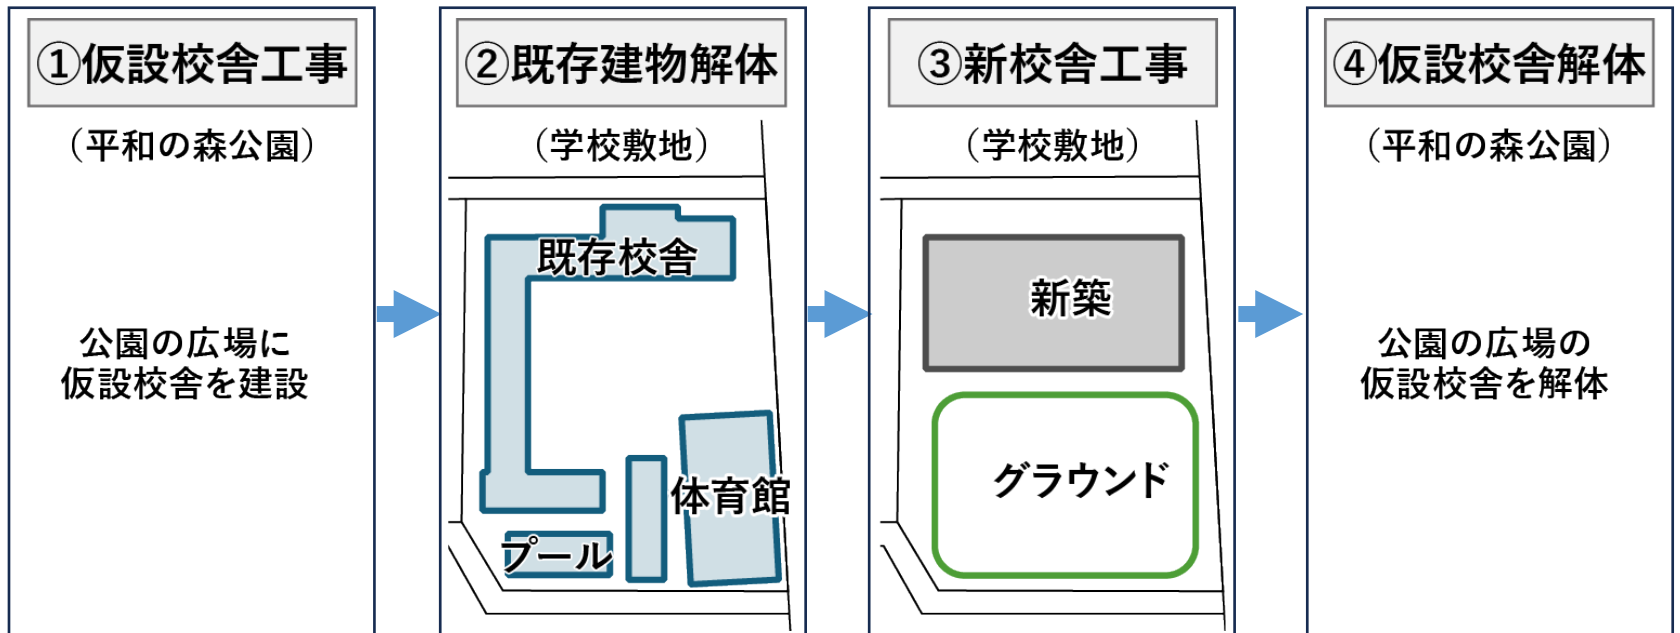 ①仮設校舎工事
（平和の森公園）
公園の広場に
仮設校舎を建設
②既存建物解体
（学校敷地）
既存校舎
体育館
プール
③新校舎工事
（学校敷地）
新築
グラウンド
④仮設校舎解体
（平和の森公園）
公園の広場の
仮設校舎を解体